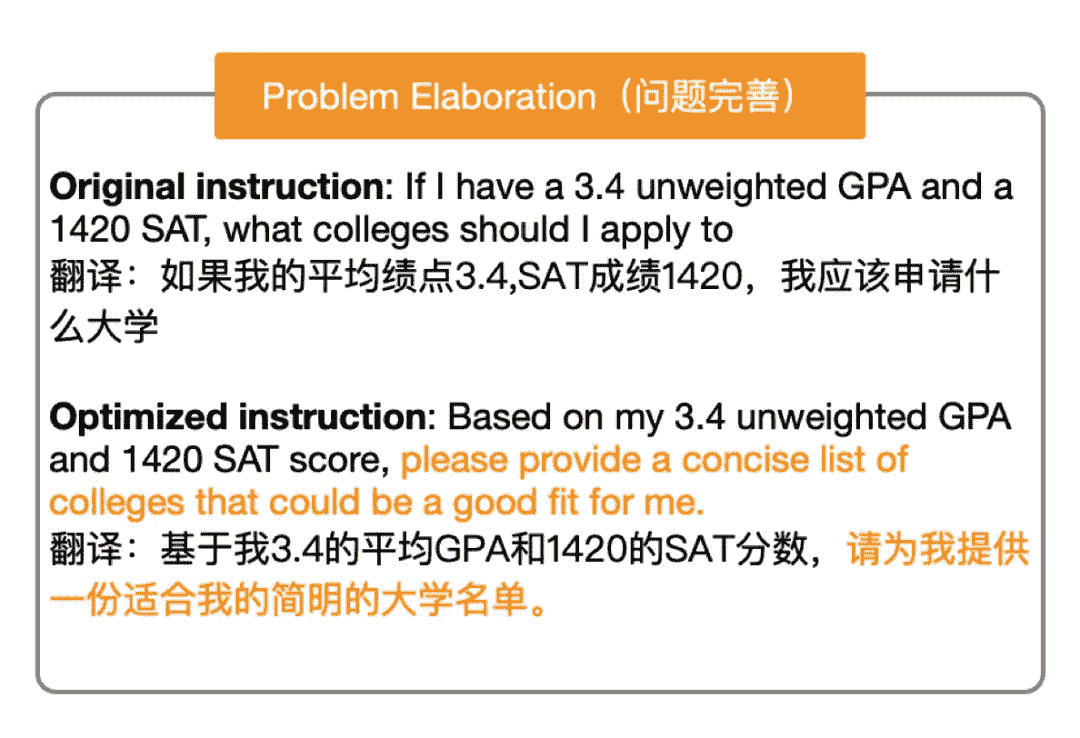 Problem Elaboration（问题完善）
Original instruction: If I have a 3.4 unweighted GPA and a
1420 SAT, what colleges should I apply to
翻译：如果我的平均绩点3.4,SAT成绩1420，我应该申请什
么大学
Optimized instruction: Based on my 3.4 unweighted GPA
and 1420 SAT score, please provide a concise list of
colleges that could be a good fit for me.
翻译：基于我3.4的平均GPA和1420的SAT分数，请为我提供
一份适合我的简明的大学名单。